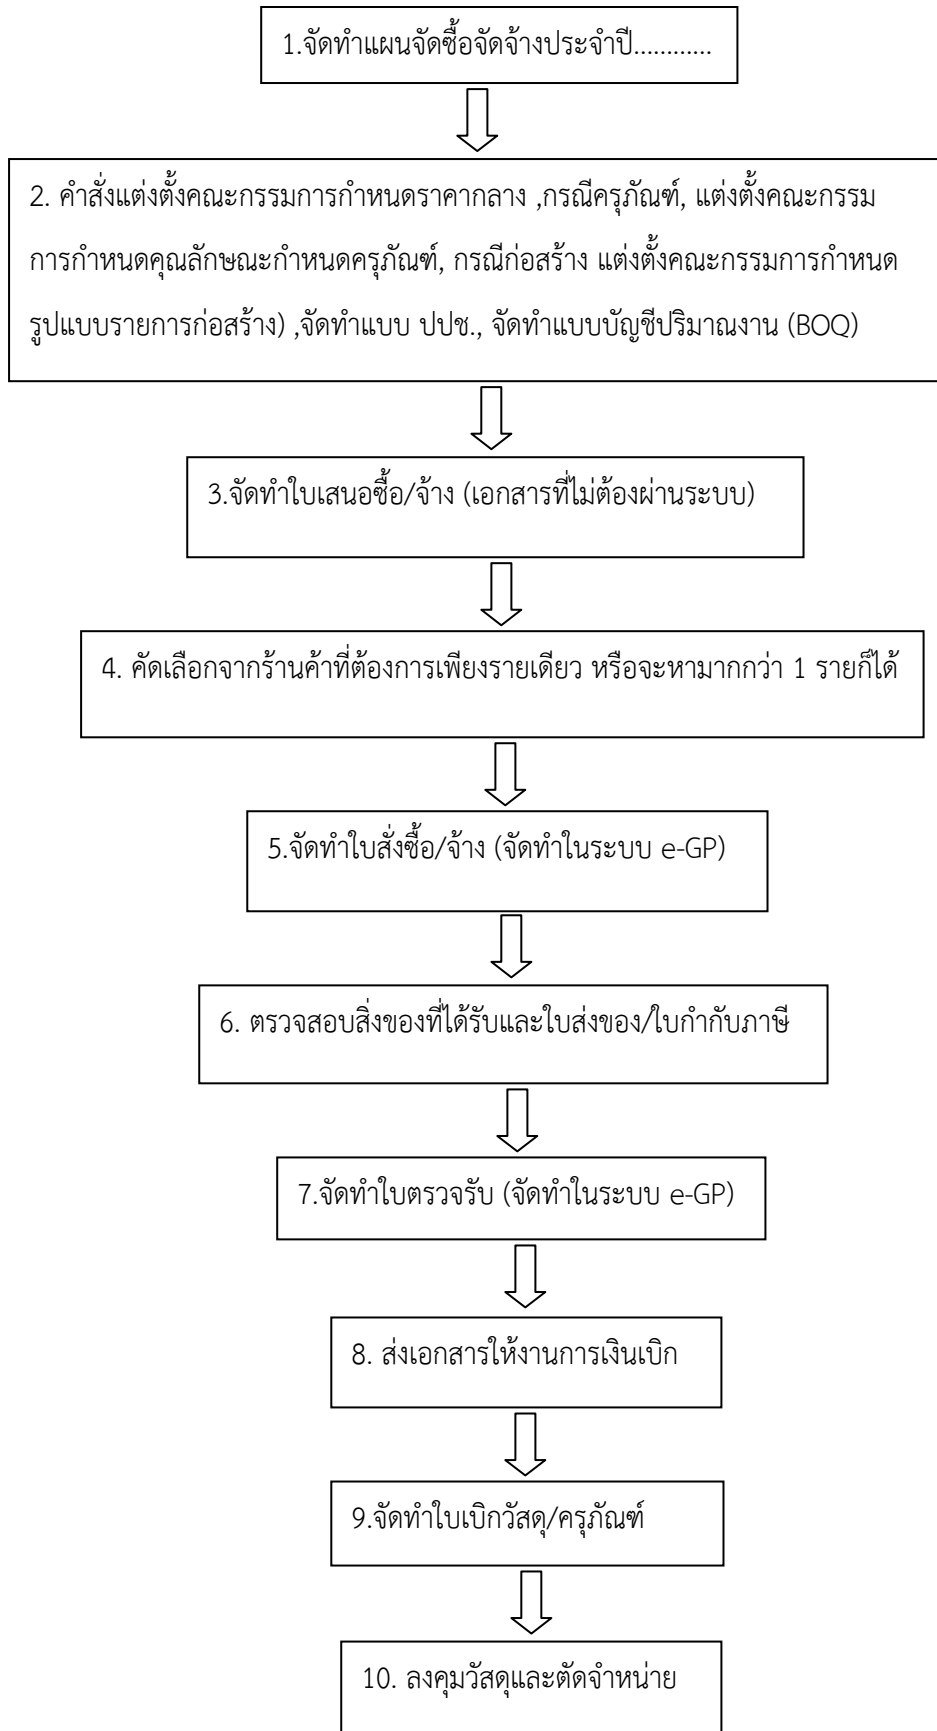 1.จัดทำแผนจัดซื้อจัดจ้างประจำปี............
2. คำสั่งแต่งตั้งคณะกรรมการกำหนดราคากลาง ,กรณีครุภัณฑ์, แต่งตั้งคณะกรรม
การกำหนดคุณลักษณะกำหนดครุภัณฑ์, กรณีก่อสร้าง แต่งตั้งคณะกรรมการกำหนด
รูปแบบรายการก่อสร้าง) ,จัดทำแบบ ปปช., จัดทำแบบบัญชีปริมาณงาน (BOQ)
3.จัดทำใบเสนอซื้อ/จ้าง (เอกสารที่ไม่ต้องผ่านระบบ)
4. คัดเลือกจากร้านค้าที่ต้องการเพียงรายเดียว หรือจะหามากกว่า 1 รายก็ได้
5.จัดทำใบสั่งซื้อ/จ้าง (จัดทำในระบบ e-GP)
6. ตรวจสอบสิ่งของที่ได้รับและใบส่งของ/ใบกำกับภาษี
7.จัดทำใบตรวจรับ (จัดทำในระบบ e-GP)
8. ส่งเอกสารให้งานการเงินเบิก
9.จัดทำใบเบิกวัสดุ/ครุภัณฑ์
10. ลงคุมวัสดุและตัดจำหน่าย